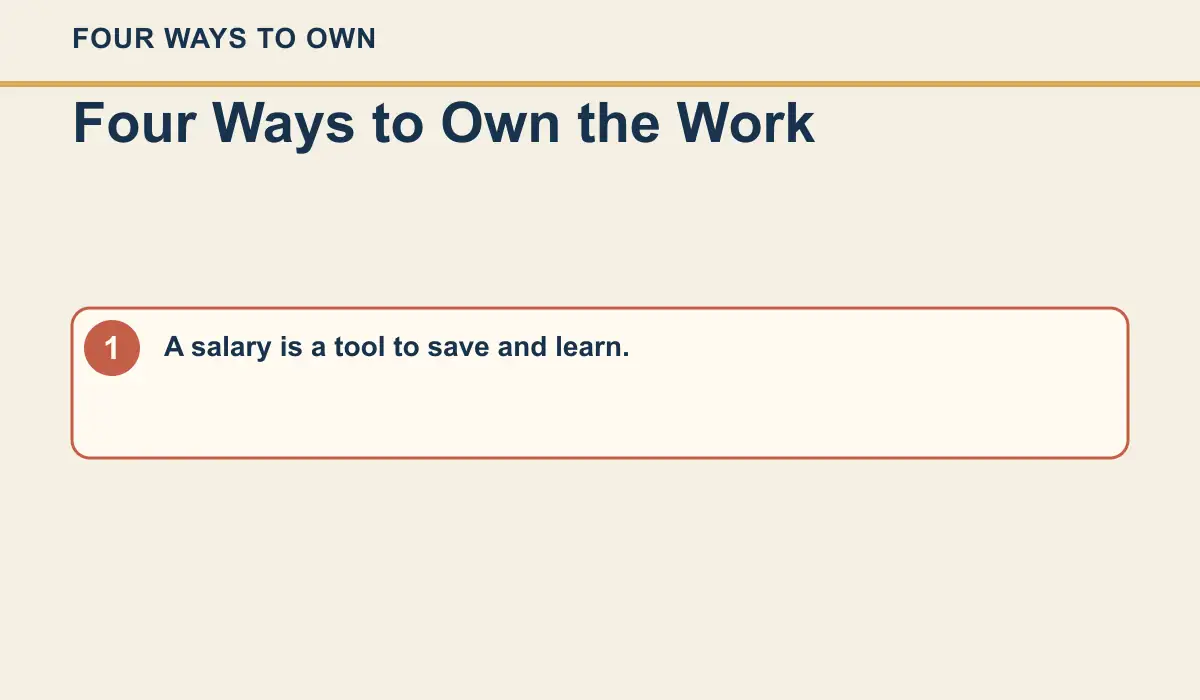 FOUR WAYS TO OWN
Four Ways to Own the Work
1
A salary is a tool to save and learn.